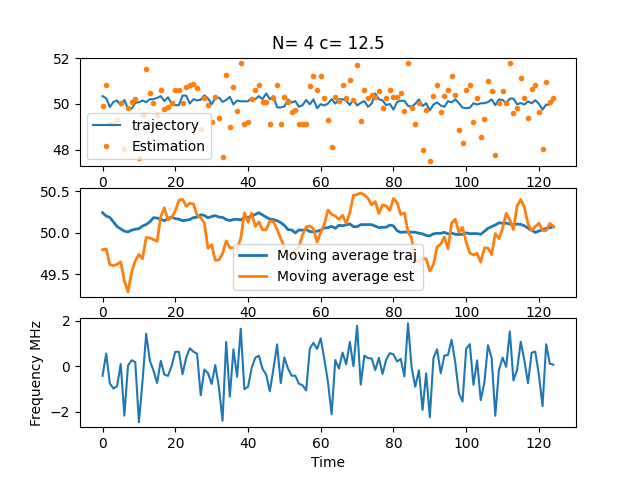 N= 4 c= 12.5
52
50
48
trajectory
Estimation
0 20 40 60 80 100 120
50.5
50.0
49.5
Moving average traj
Moving average est
0 20 40 60 80 100 120
Frequency MHz
2
0
−2
0 20 40 60 80 100 120
Time